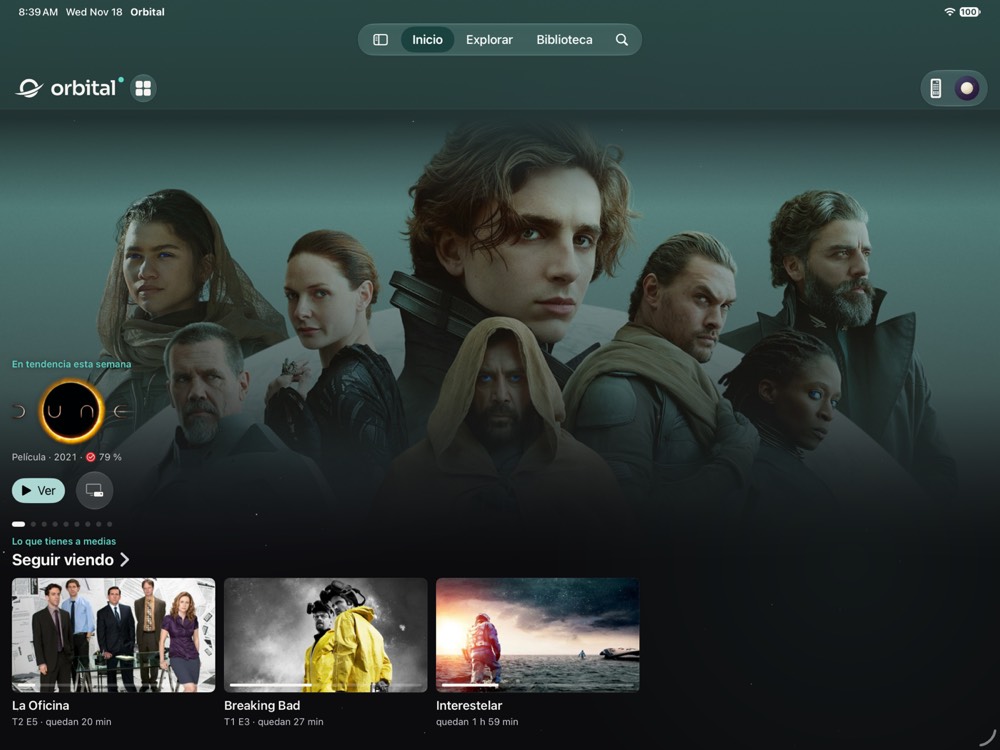 8:39 AM Wed Nov 18 Orbital
100
Inicio Explorar Biblioteca
orbital
En tendencia esta semana
DUNE
Película · 2021 · 79 %
Ver
Lo que tienes a medias
Seguir viendo
La Oficina
T2 E5 · quedan 20 min
Breaking Bad
T1 E3 · quedan 27 min
Interestelar
quedan 1 h 59 min